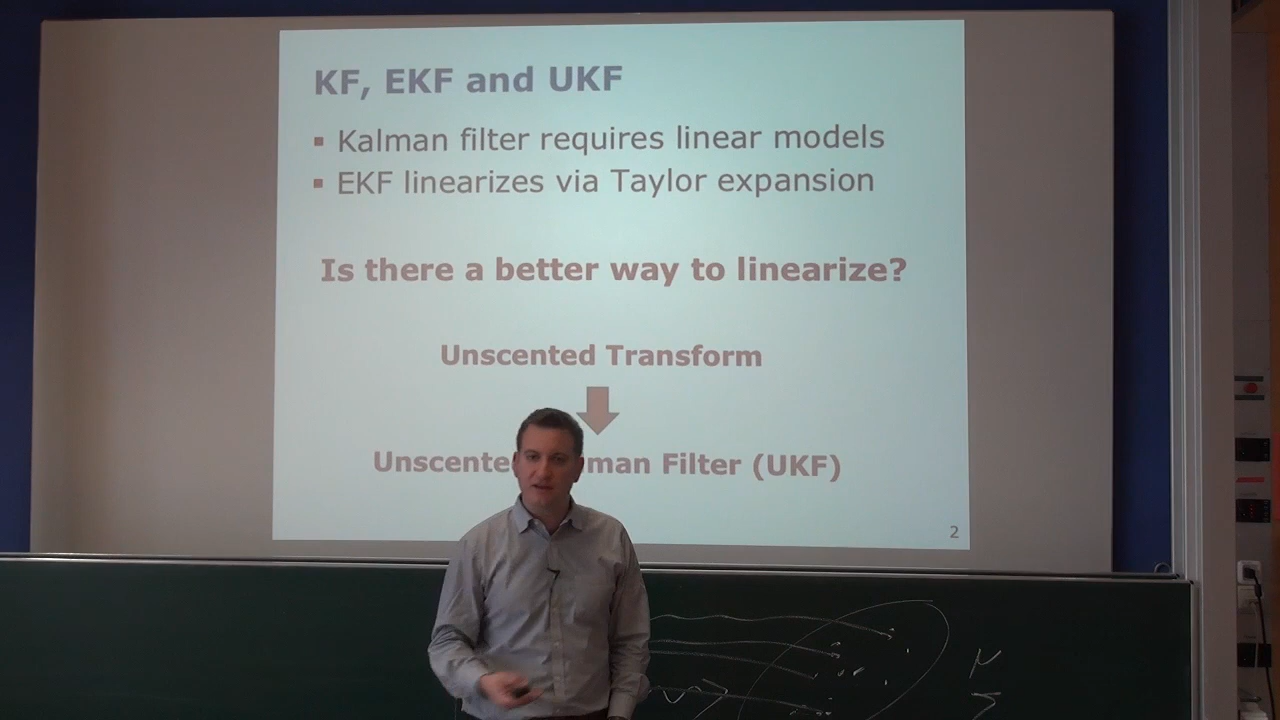 KF, EKF and UKF
▪ Kalman filter requires linear models
▪ EKF linearizes via Taylor expansion
Is there a better way to linearize?
Unscented Transform
Unscente man Filter (UKF)
2
μ
Σ